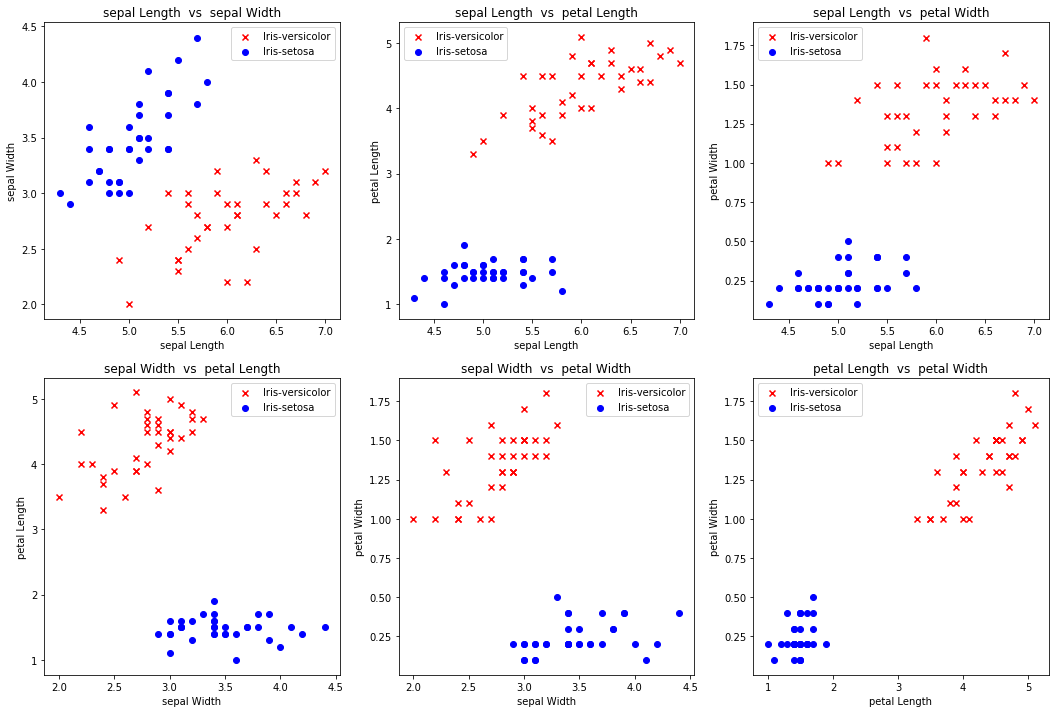 sepal Length vs sepal Width
Iris-versicolor
Iris-setosa
4.5
4.0
3.5
3.0
2.5
2.0
sepal Width
4.5 5.0 5.5 6.0 6.5 7.0
sepal Length
sepal Length vs petal Length
Iris-versicolor
Iris-setosa
5
4
3
2
1
petal Length
4.5 5.0 5.5 6.0 6.5 7.0
sepal Length
sepal Length vs petal Width
Iris-versicolor
Iris-setosa
1.75
1.50
1.25
1.00
0.75
0.50
0.25
petal Width
4.5 5.0 5.5 6.0 6.5 7.0
sepal Length
sepal Width vs petal Length
Iris-versicolor
Iris-setosa
5
4
3
2
1
petal Length
2.0 2.5 3.0 3.5 4.0 4.5
sepal Width
sepal Width vs petal Width
Iris-versicolor
Iris-setosa
1.75
1.50
1.25
1.00
0.75
0.50
0.25
petal Width
2.0 2.5 3.0 3.5 4.0 4.5
sepal Width
petal Length vs petal Width
Iris-versicolor
Iris-setosa
1.75
1.50
1.25
1.00
0.75
0.50
0.25
petal Width
1 2 3 4 5
petal Length